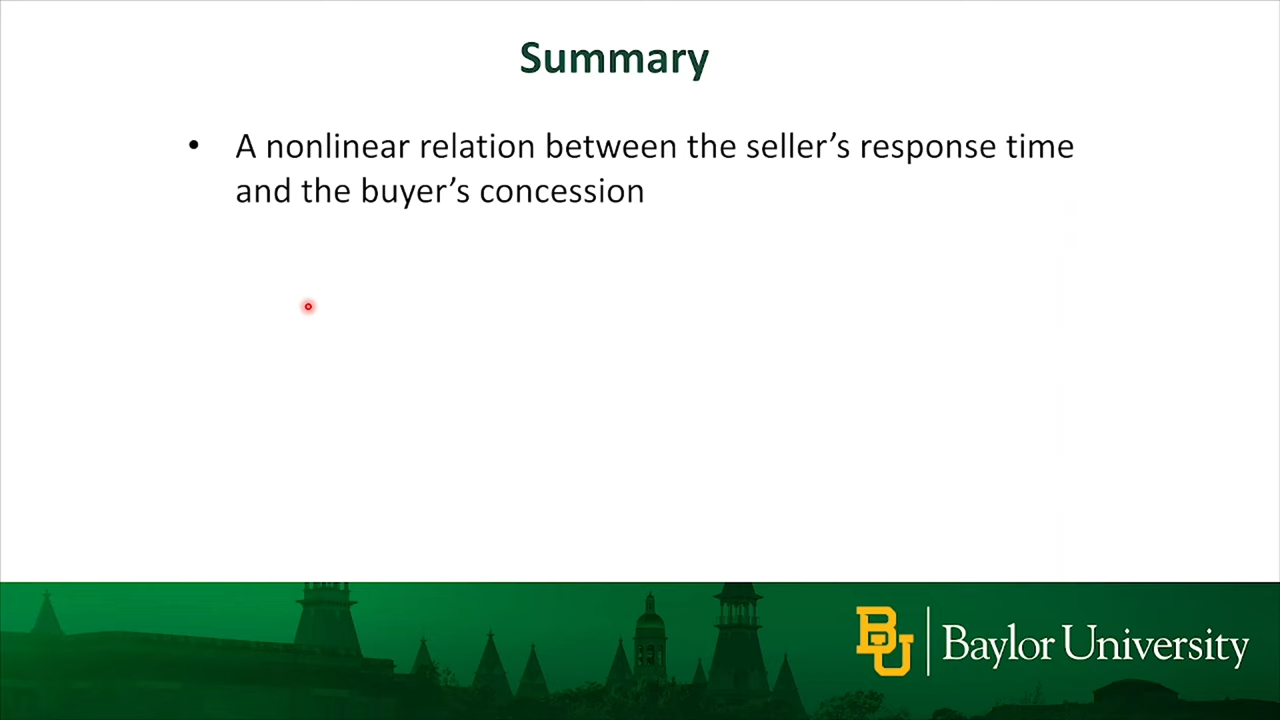 Summary
• A nonlinear relation between the seller’s response time
and the buyer’s concession
BU
Baylor University